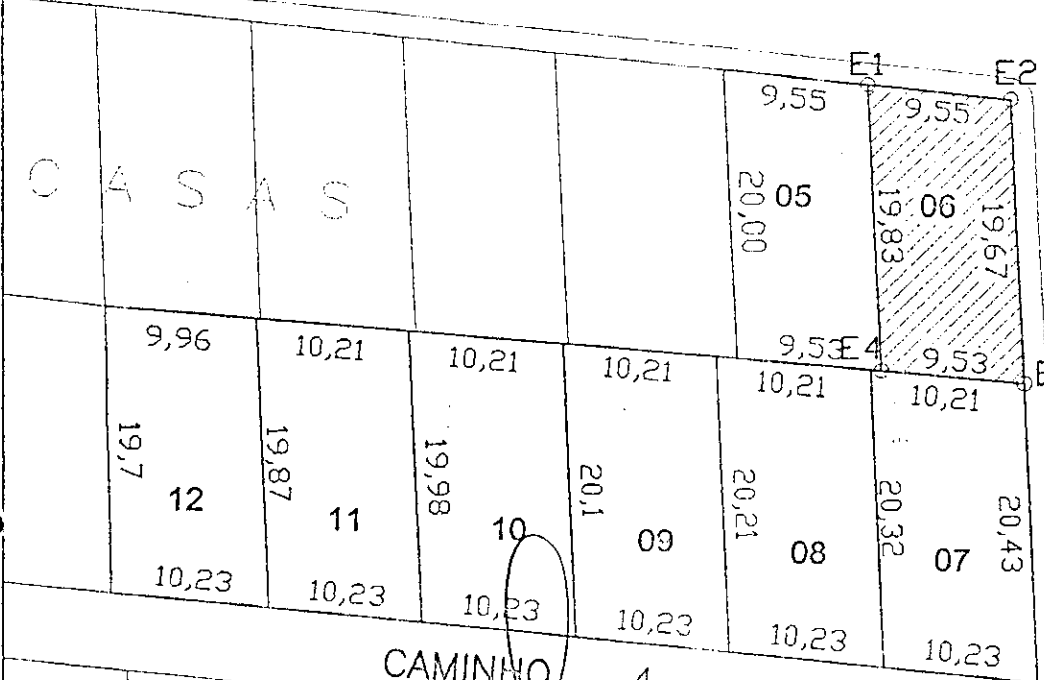 E1 E2
9,55 9,55
C A S A S
20,00 05 19,83 06 19,67
9,53 E4 9,53 E
9,96 10,21 10,21 10,21 10,21 10,21
19,7 19,87 19,98 20,1 20,21 20,32 20,43
12 11 10 09 08 07
10,23 10,23 10,23 10,23 10,23 10,23
CAMINHO 4